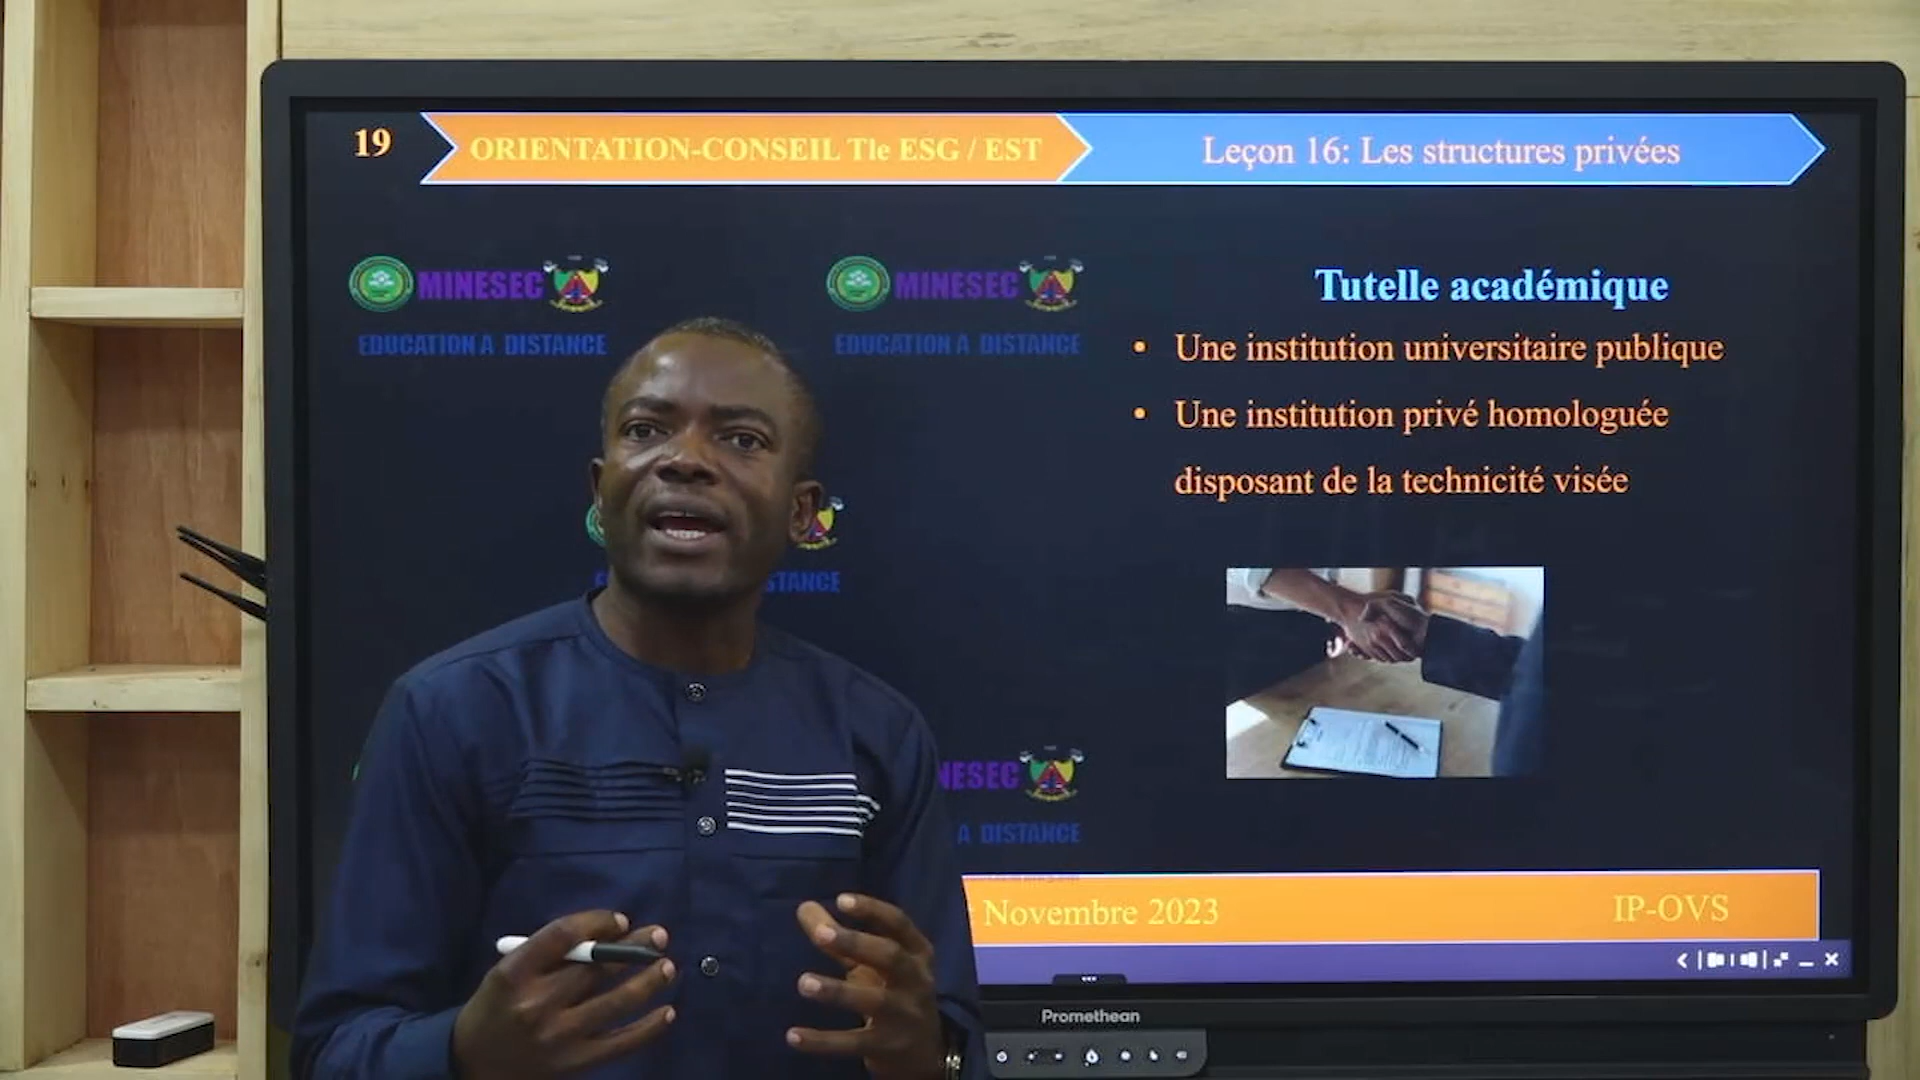 19
ORIENTATION-CONSEIL Tle ESG / EST
Leçon 16: Les structures privées
MINESEC
EDUCATION A DISTANCE
MINESEC
EDUCATION A DISTANCE
Tutelle académique
• Une institution universitaire publique
• Une institution privé homologuée
disposant de la technicité visée
STANCE
NESEC
A DISTANCE
Novembre 2023
IP-OVS
Promethean